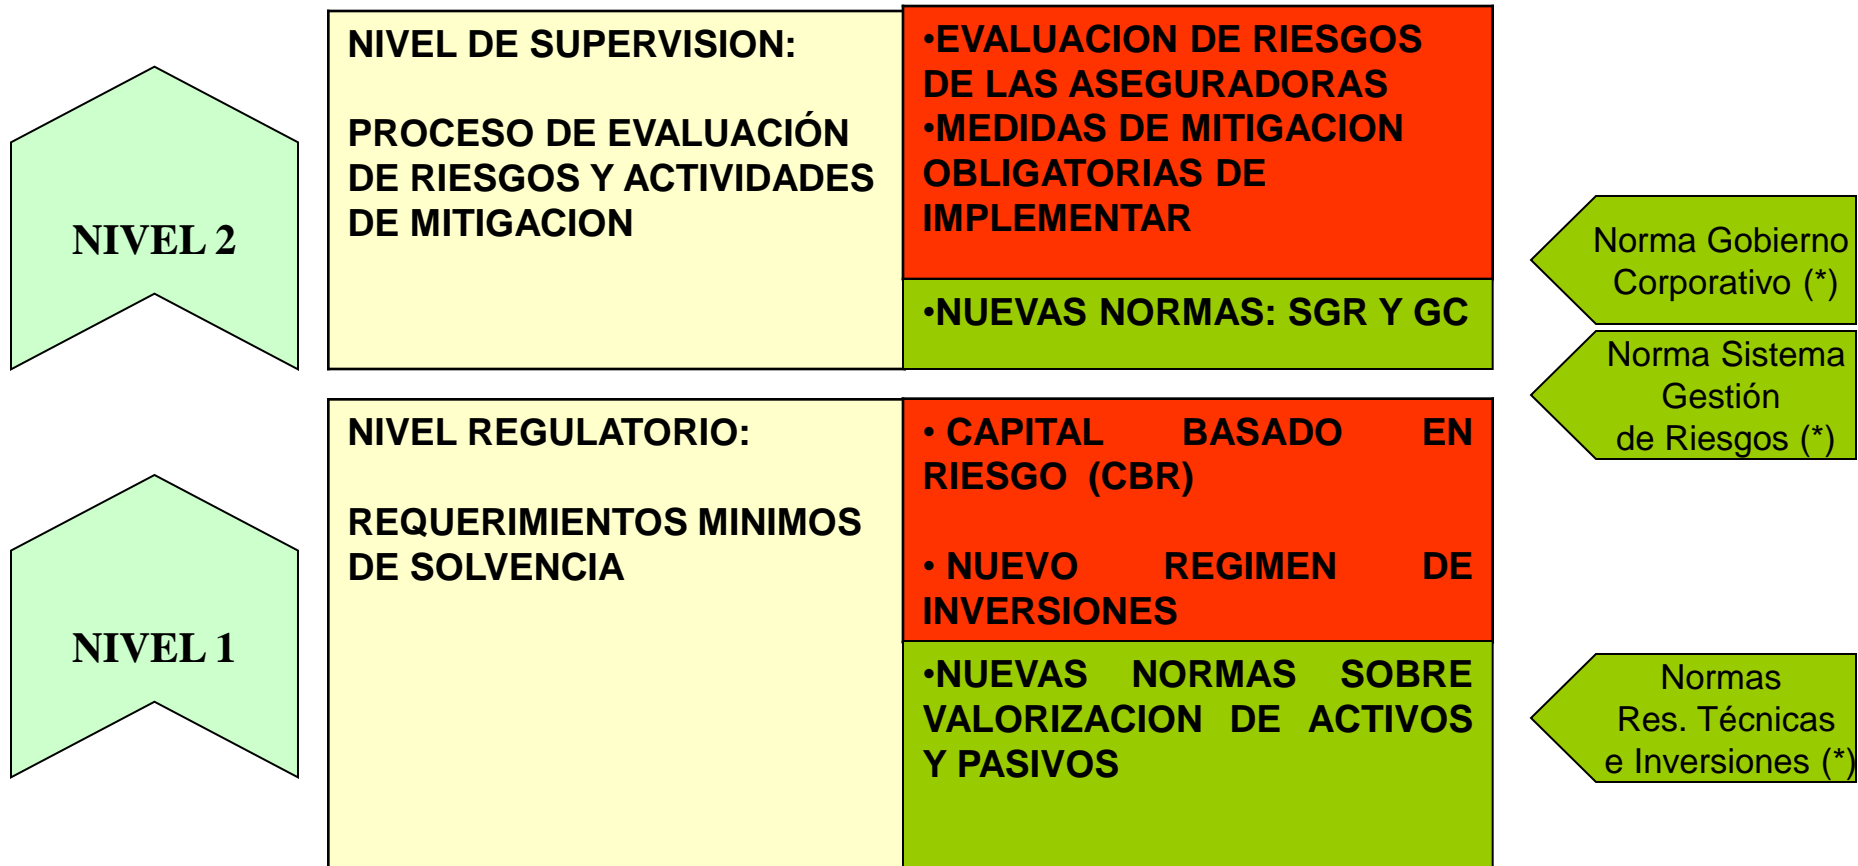 NIVEL 2
NIVEL DE SUPERVISION:
PROCESO DE EVALUACIÓN
DE RIESGOS Y ACTIVIDADES
DE MITIGACION
•EVALUACION DE RIESGOS
DE LAS ASEGURADORAS
•MEDIDAS DE MITIGACION
OBLIGATORIAS DE
IMPLEMENTAR
•NUEVAS NORMAS: SGR Y GC
Norma Gobierno
Corporativo (*)
Norma Sistema
Gestión
de Riesgos (*)
NIVEL 1
NIVEL REGULATORIO:
REQUERIMIENTOS MINIMOS
DE SOLVENCIA
• CAPITAL BASADO EN
RIESGO (CBR)
• NUEVO REGIMEN DE
INVERSIONES
•NUEVAS NORMAS SOBRE
VALORIZACION DE ACTIVOS
Y PASIVOS
Normas
Res. Técnicas
e Inversiones (*)